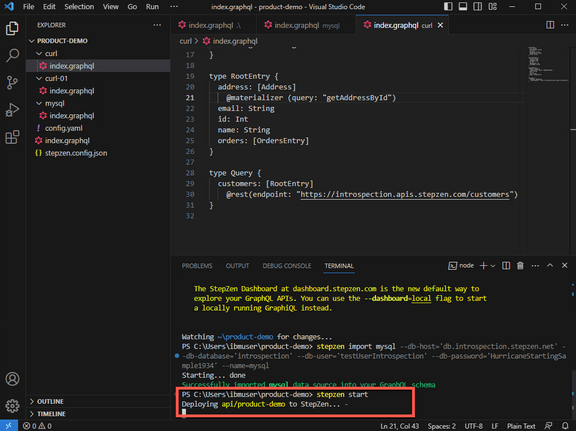 File Edit Selection View Go Run ··· index.graphql - product-demo - Visual Studio Code
EXPLORER ···
PRODUCT-DEMO
curl
index.graphql
curl-01
index.graphql
mysql
index.graphql
config.yaml
index.graphql
stepzen.config.json
OUTLINE
TIMELINE
index.graphql .\
index.graphql mysql
index.graphql curl
curl > index.graphql
17 }
18
19 type RootEntry {
20 address: [Address]
21 @materializer (query: "getAddressById")
22 email: String
23 id: Int
24 name: String
25 orders: [OrdersEntry]
26 }
27
28 type Query {
29 customers: [RootEntry]
30 @rest(endpoint: "https://introspection.apis.stepzen.com/customers")
31 }
32
PROBLEMS OUTPUT DEBUG CONSOLE TERMINAL node
The StepZen Dashboard at dashboard.stepzen.com is the new default way to
explore your GraphQL APIs. You can use the --dashboard=local flag to start
a locally running GraphiQL instead.
Watching ~\product-demo for changes...
PS C:\Users\ibmuser\product-demo> stepzen import mysql --db-host='db.introspection.stepzen.net' -
-db-database='introspection' --db-user='testUserIntrospection' --db-password='HurricaneStartingSa
mple1934' --name=mysql
Starting... done
Successfully imported mysql data source into your GraphQL schema
PS C:\Users\ibmuser\product-demo> stepzen start
Deploying api/product-demo to StepZen... -
0 0 Ln 21, Col 43 Spaces: 2 UTF-8 LF Plain Text